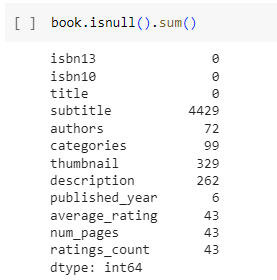 [ ] book.isnull().sum()
isbn13 0
isbn10 0
title 0
subtitle 4429
authors 72
categories 99
thumbnail 329
description 262
published_year 6
average_rating 43
num_pages 43
ratings_count 43
dtype: int64